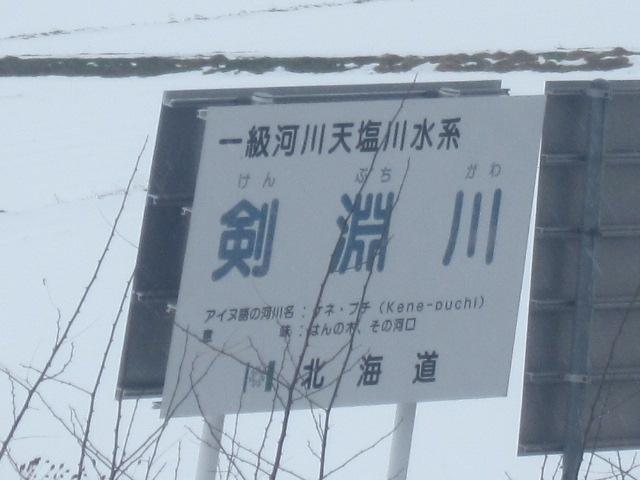 一級河川天塩川水系
けん ぶち がわ
剣淵川
アイヌ語の河川名：ケネ・プチ（Kene-puchi）
意味：はんの木、その河口
北海道